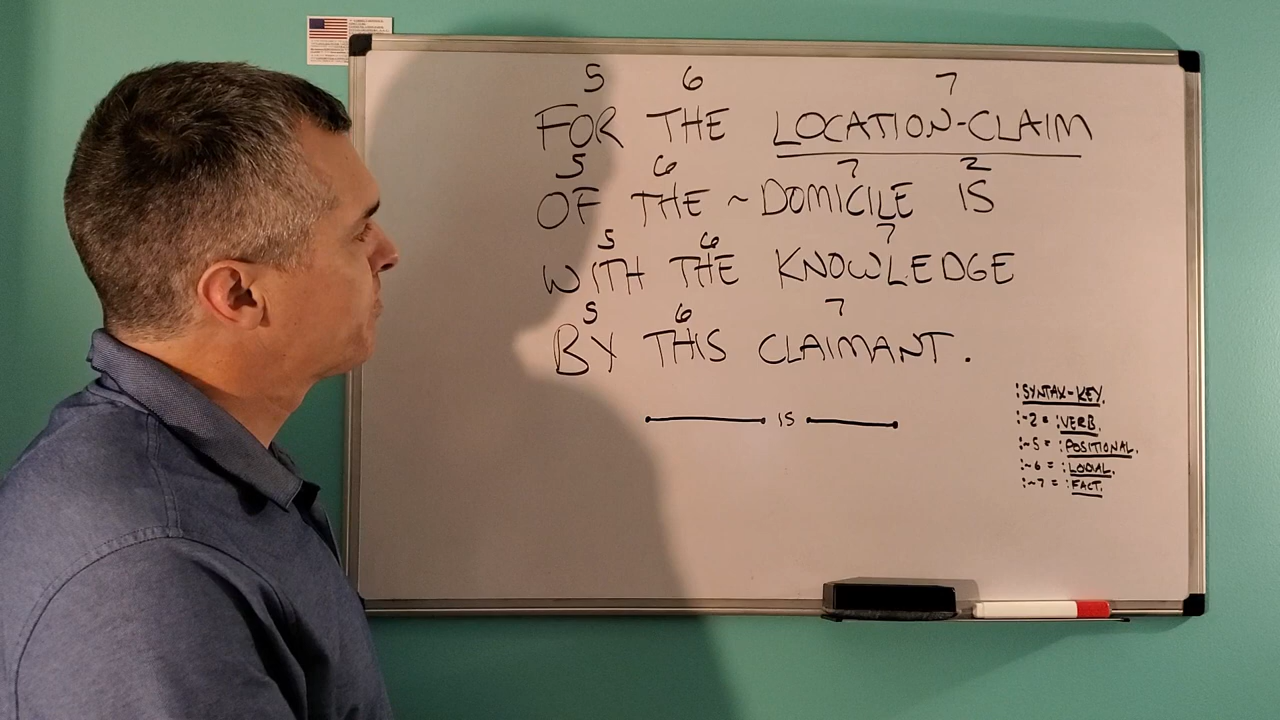 5 6 7
FOR THE LOCATION-CLAIM
5 6 7 2
OF THE ~DOMICILE IS
5 6 7
WITH THE KNOWLEDGE
5 6 7
BY THIS CLAIMANT.
IS
:SYNTAX-KEY.
:~2 = :VERB.
:~5 = :POSITIONAL.
:~6 = :LODIAL.
:~7 = :FACT.